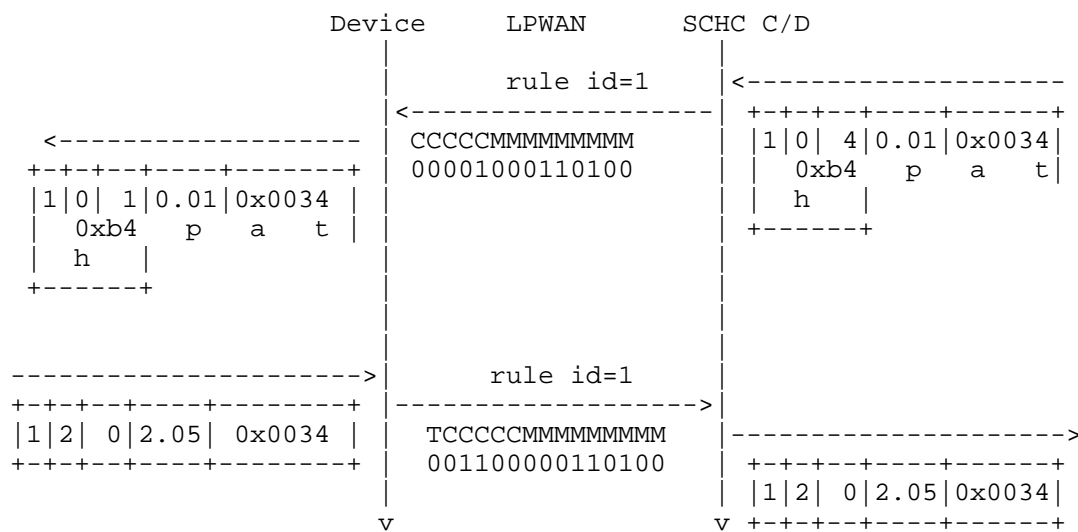 Device     LPWAN      SCHC C/D
                        |                    |
                        |       rule id=1    |<--------------------
                        |<-------------------| +-+-+--+----+------+
  <-------------------- | CCCCCMMMMMMMMM     | |1|0| 4|0.01|0x0034|
 +-+-+--+----+-------+  | 00001000110100     | |  0xb4   p   a   t|
 |1|0| 1|0.01|0x0034 |  |                    | |  h   |
 |  0xb4   p   a   t |  |                    | +------+
 |  h   |               |                    |
 +------+               |                    |
                        |                    |
                        |                    |
---------------------->|      rule id=1     |
+-+-+--+----+--------+  |------------------->|
|1|2| 0|2.05| 0x0034 |  |  TCCCCCMMMMMMMMM   |--------------------->
+-+-+--+----+--------+  |  001100000110100   | +-+-+--+----+------+
                        |                    | |1|2| 0|2.05|0x0034|
                        v                    v +-+-+--+----+------+